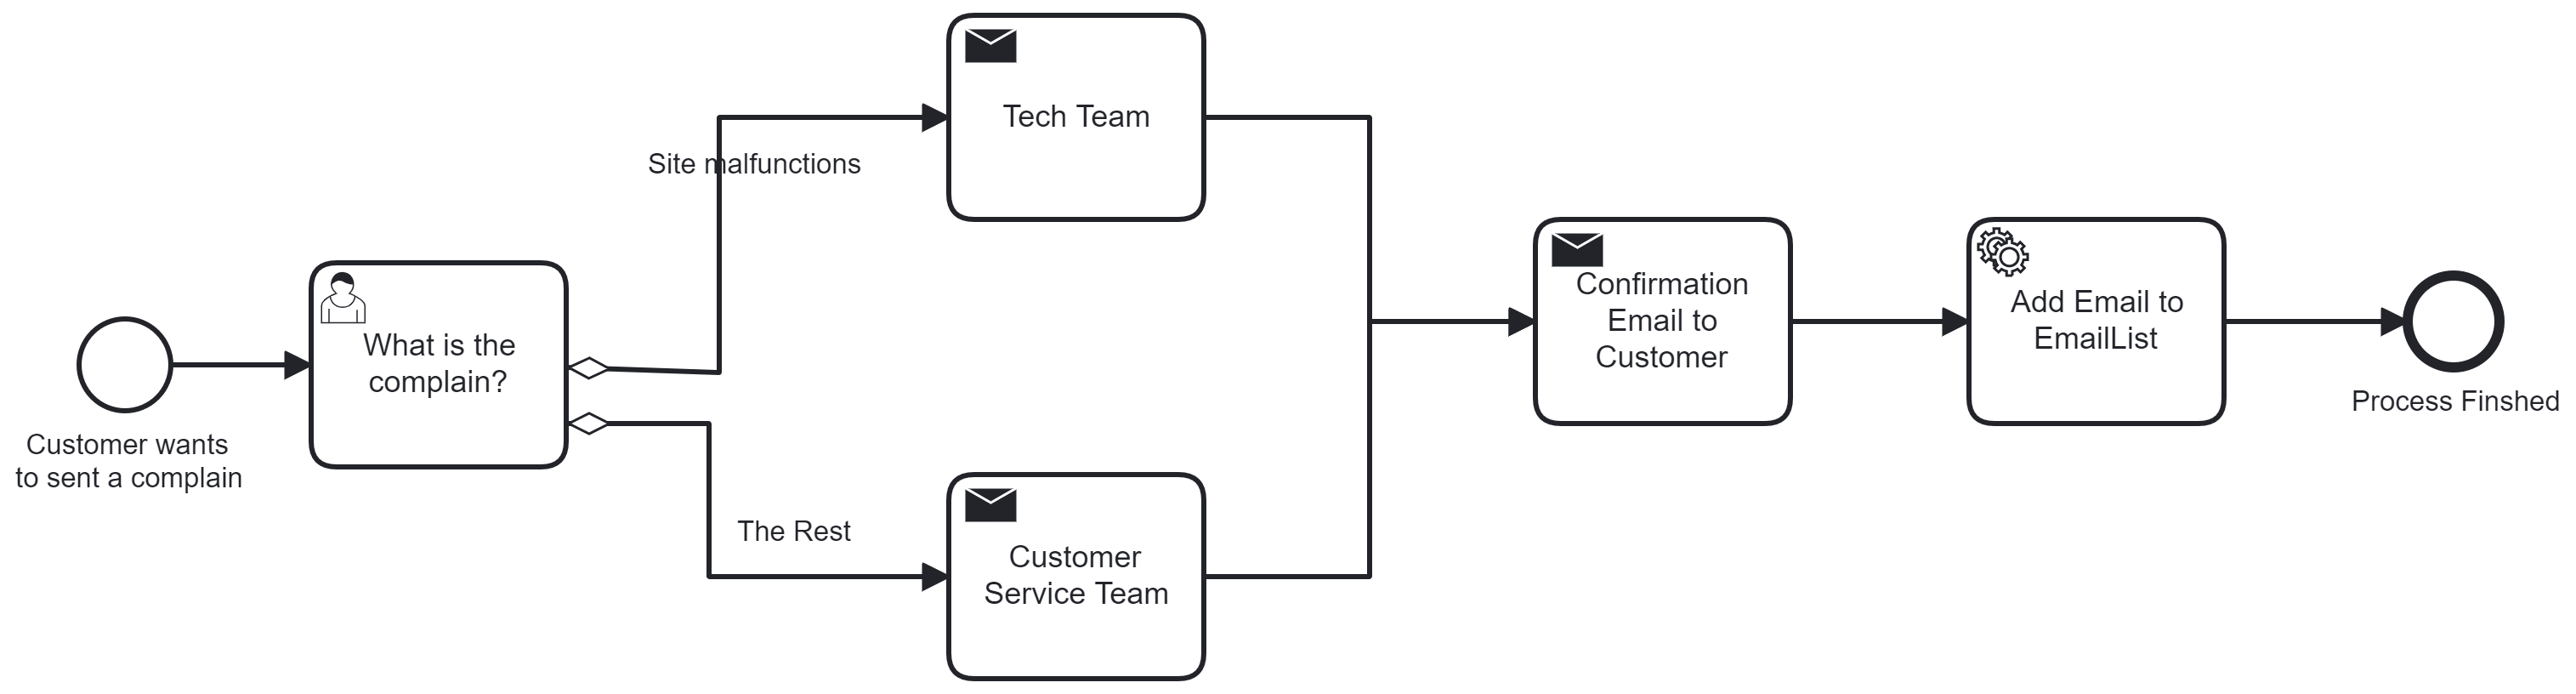 Customer wants
to sent a complain
What is the
complain?
Site malfunctions
Tech Team
The Rest
Customer
Service Team
Confirmation
Email to
Customer
Add Email to
EmailList
Process Finshed